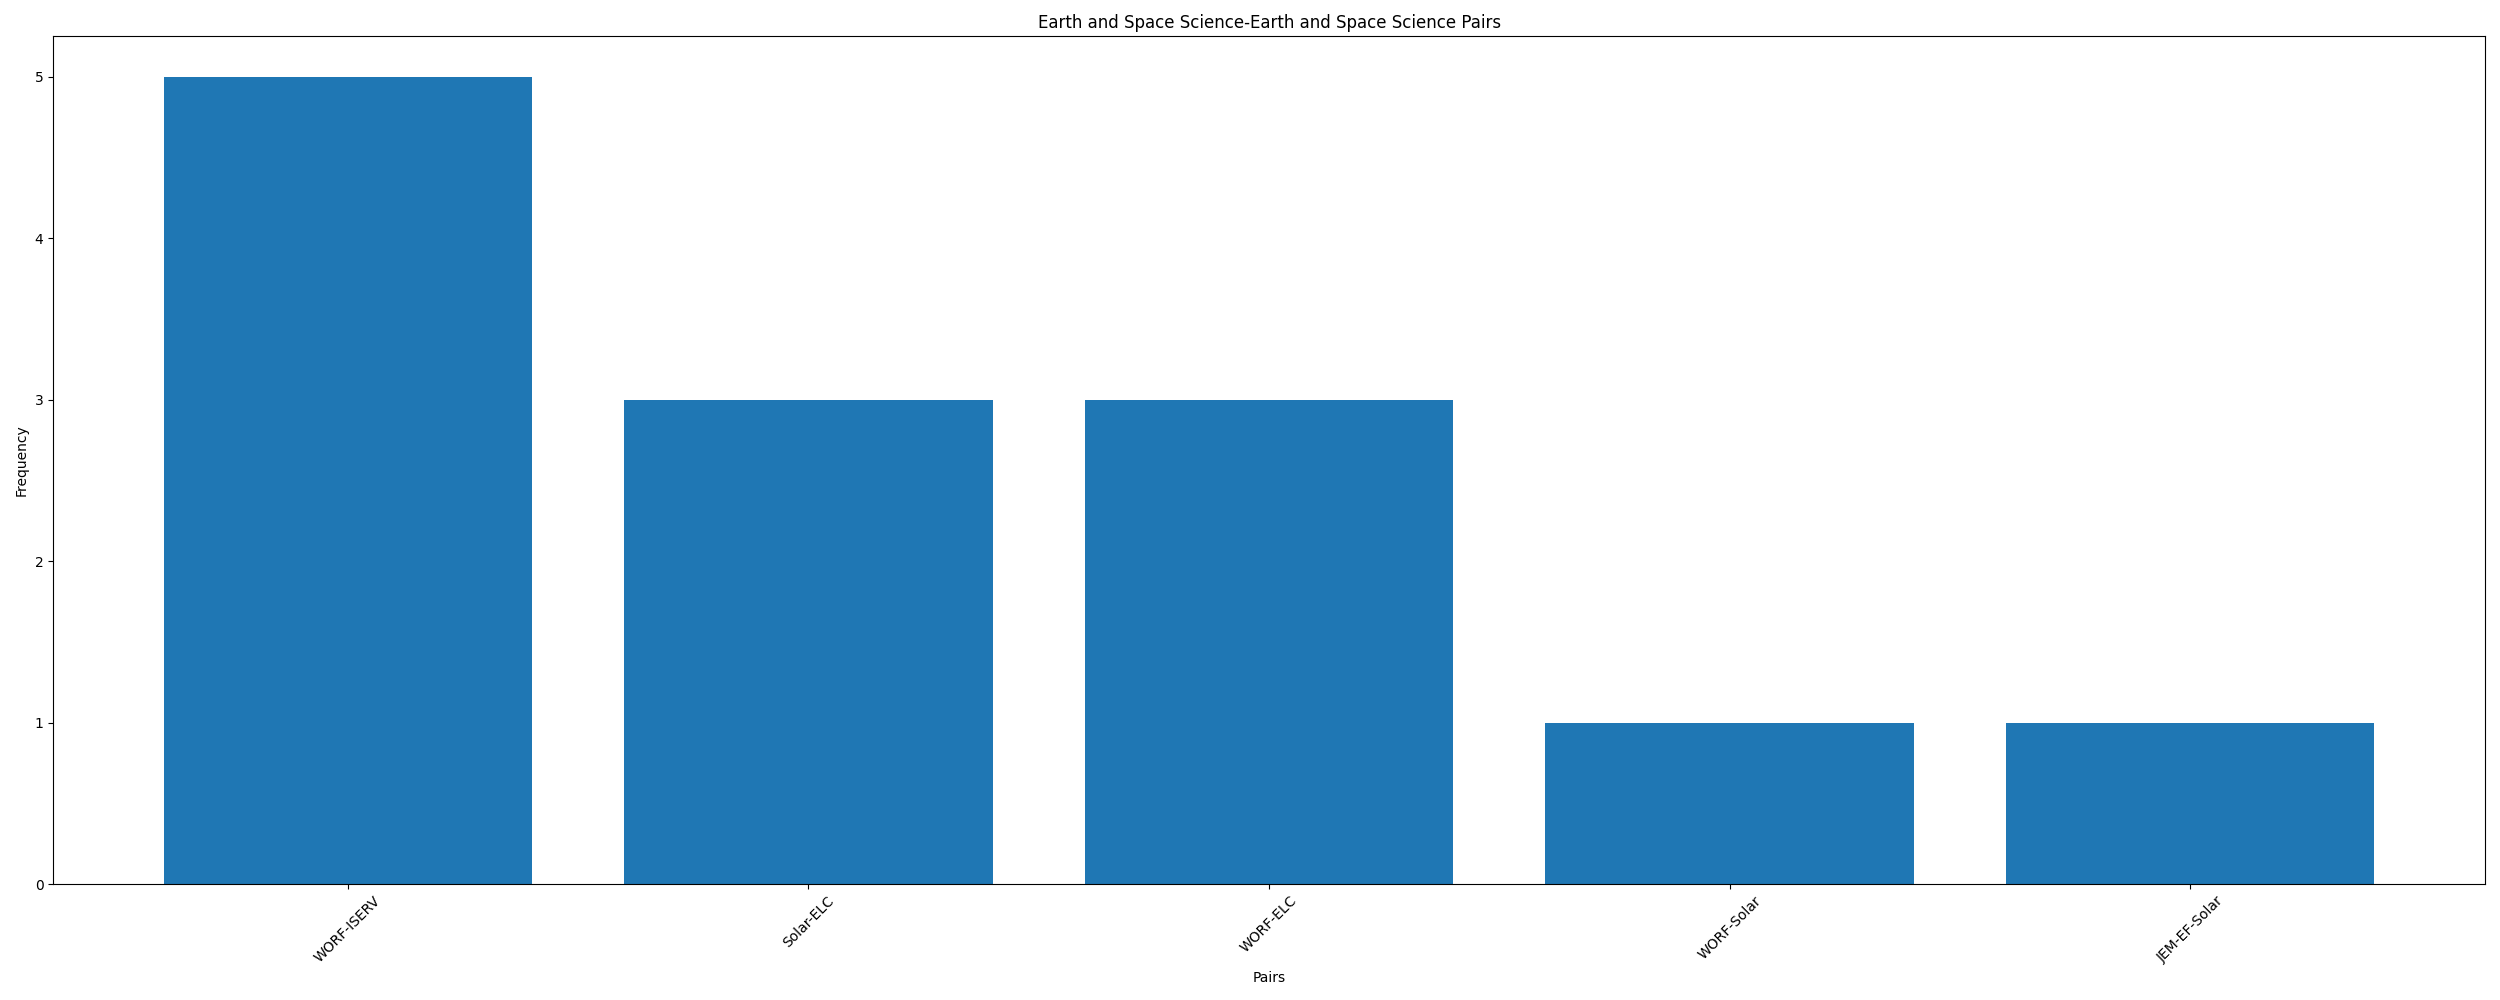 Earth and Space Science-Earth and Space Science Pairs
Frequency
5
4
3
2
1
0
WORF-ISERV
Solar-ELC
WORF-ELC
WORF-Solar
JEM-EF-Solar
Pairs